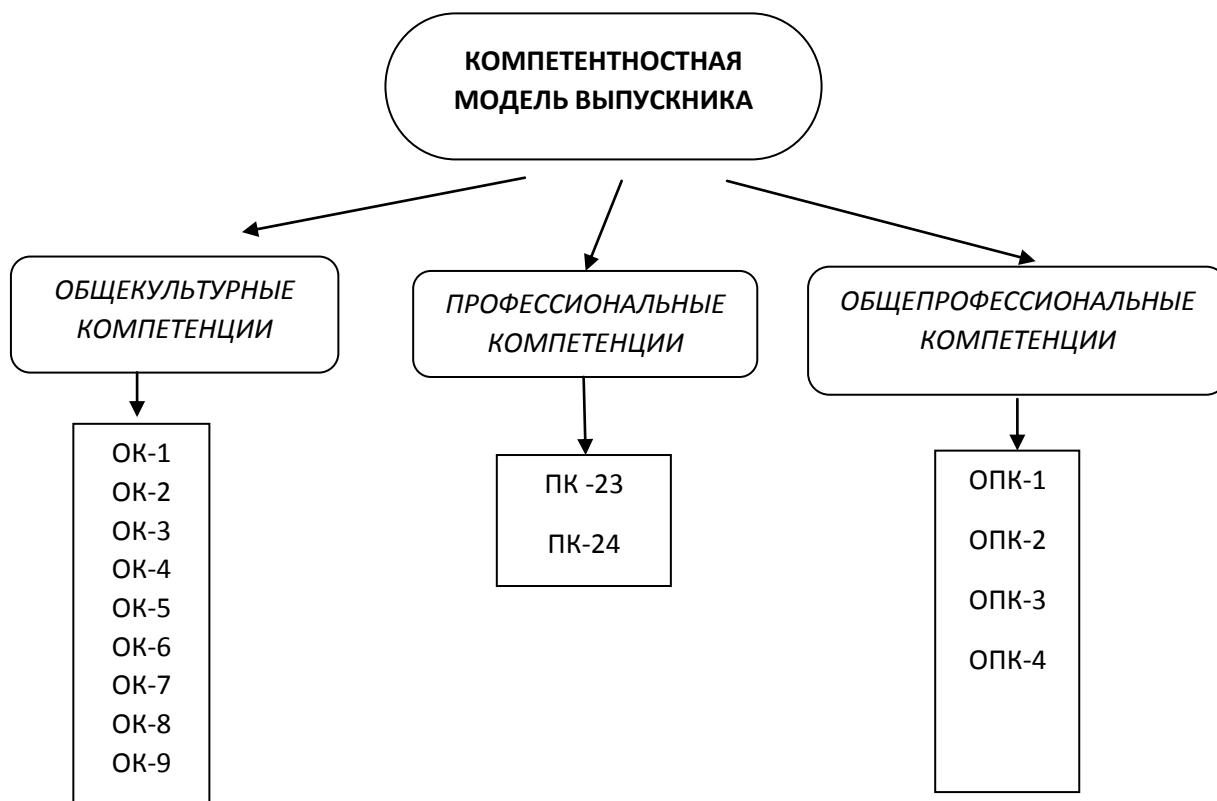 КОМПЕТЕНТНОСТНАЯ
МОДЕЛЬ ВЫПУСКНИКА
ОБЩЕКУЛЬТУРНЫЕ
КОМПЕТЕНЦИИ
ПРОФЕССИОНАЛЬНЫЕ
КОМПЕТЕНЦИИ
ОБЩЕПРОФЕССИОНАЛЬНЫЕ
КОМПЕТЕНЦИИ
ОК-1
ОК-2
ОК-3
ОК-4
ОК-5
ОК-6
ОК-7
ОК-8
ОК-9
ПК -23
ПК-24
ОПК-1
ОПК-2
ОПК-3
ОПК-4